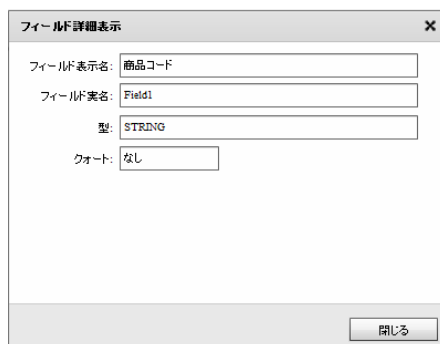 フィールド詳細表示 ×
フィールド表示名: 商品コード
フィールド実名: Field1
型: STRING
クォート: なし
閉じる